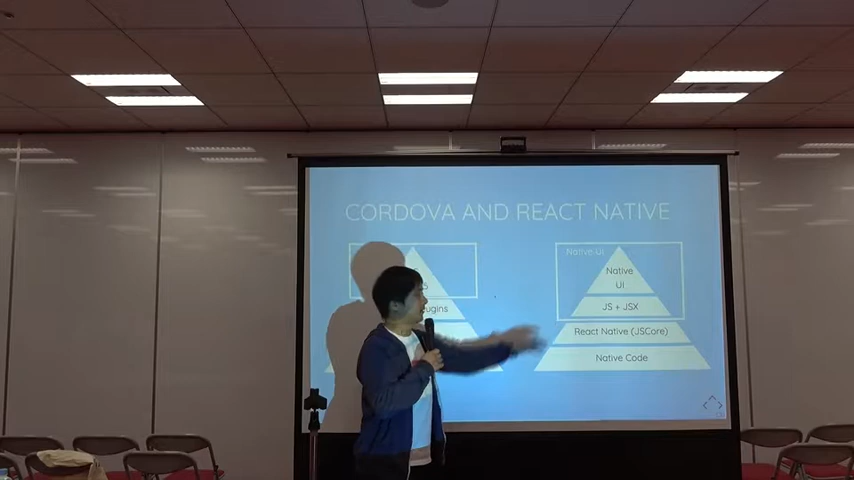 CORDOVA AND REACT NATIVE
Native-UI
Native
UI
JS + JSX
React Native (JSCore)
Native Code